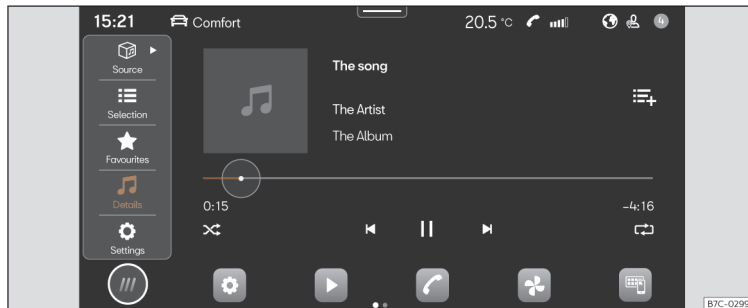 15:21 Comfort 20.5 °C 4
Source
Selection
Favourites
Details
Settings
The song
The Artist
The Album
0:15 -4:16
B7C-0299